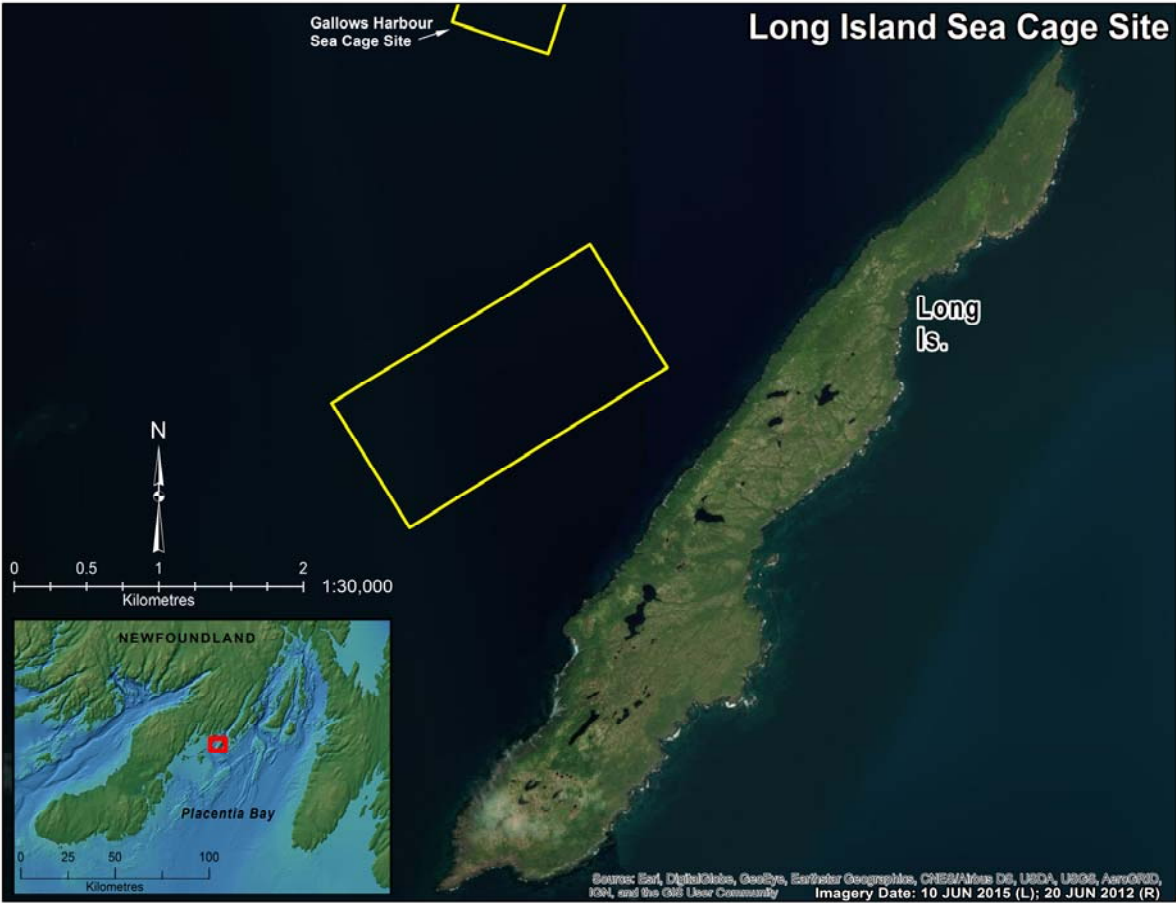 Long Island Sea Cage Site
Gallows Harbour
Sea Cage Site
Long
Is.
N
0 0.5 1 2
1:30,000
Kilometres
NEWFOUNDLAND
Placentia Bay
0 25 50 100
Kilometres
Source: Esri, DigitalGlobe, GeoEye, Earthstar Geographics, CNES/Airbus DS, USDA, USGS, AeroGRID,
IGN, and the GIS User Community
Imagery Date: 10 JUN 2015 (L); 20 JUN 2012 (R)